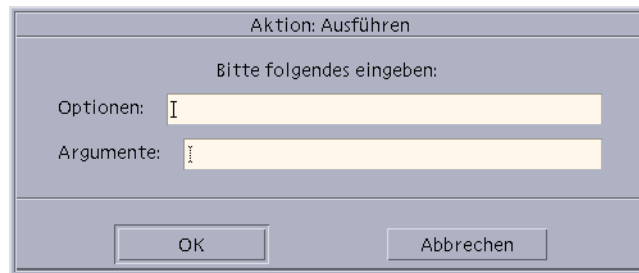 Aktion: Ausführen
Bitte folgendes eingeben:
Optionen:
Argumente:
OK
Abbrechen